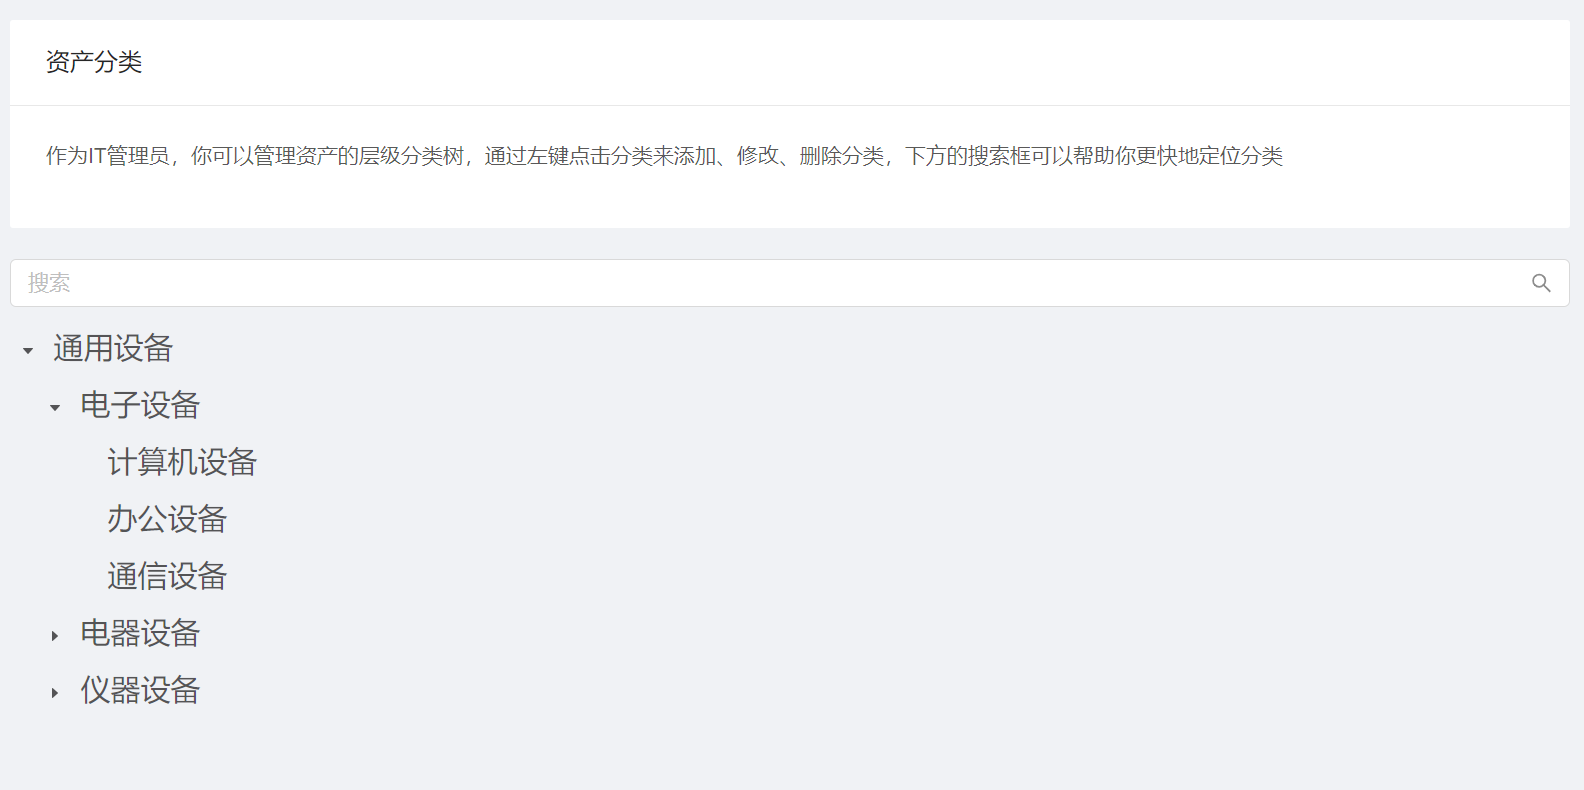 资产分类
作为IT管理员，你可以管理资产的层级分类树，通过左键点击分类来添加、修改、删除分类，下方的搜索框可以帮助你更快地定位分类
搜索
通用设备
电子设备
计算机设备
办公设备
通信设备
电器设备
仪器设备